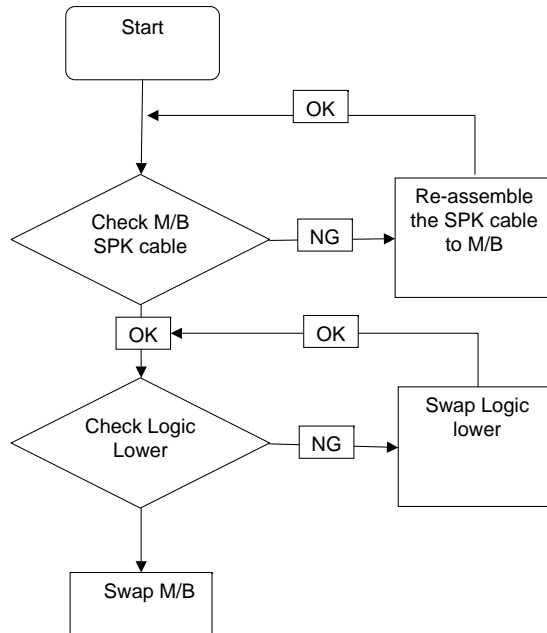 Start
OK
Check M/B
SPK cable
NG
Re-assemble
the SPK cable
to M/B
OK
OK
Check Logic
Lower
NG
Swap Logic
lower
Swap M/B